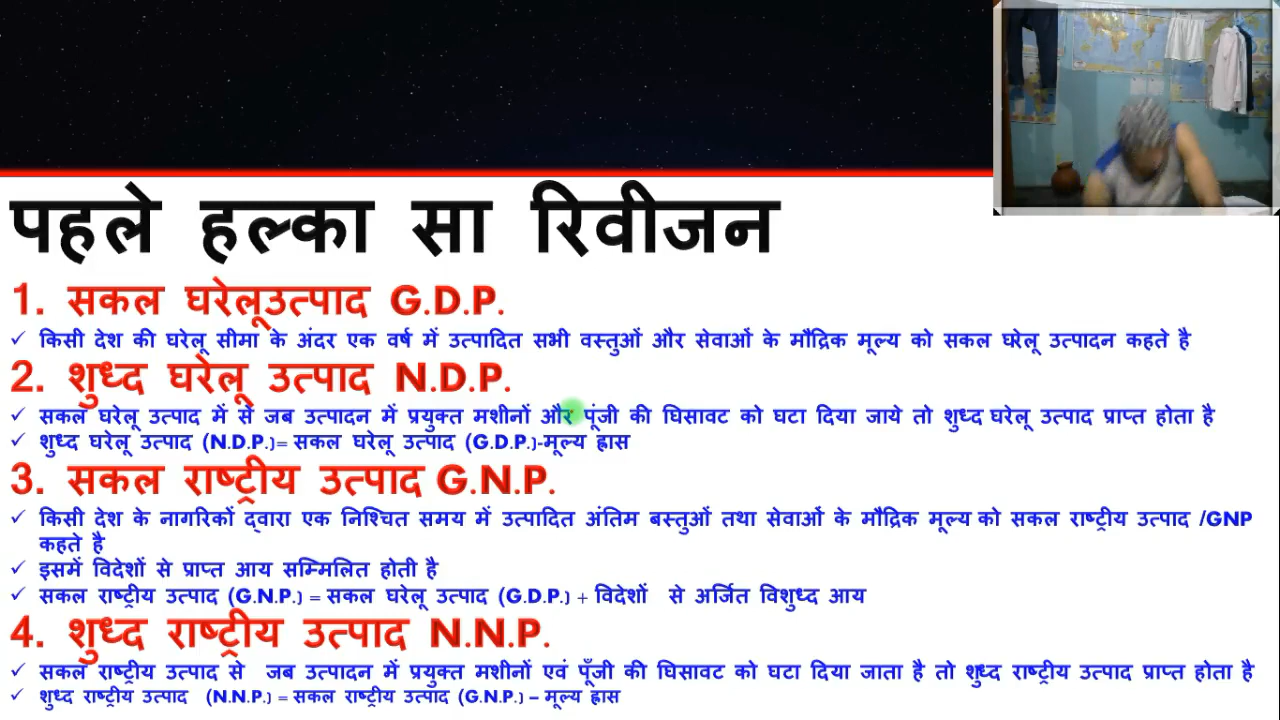 पहले हल्का सा रिवीजन
1. सकल घरेलूउत्पाद G.D.P.
✓ किसी देश की घरेलू सीमा के अंदर एक वर्ष में उत्पादित सभी वस्तुओं और सेवाओं के मौद्रिक मूल्य को सकल घरेलू उत्पादन कहते है
2. शुध्द घरेलू उत्पाद N.D.P.
✓ सकल घरेलू उत्पाद में से जब उत्पादन में प्रयुक्त मशीनों और पूंजी की घिसावट को घटा दिया जाये तो शुध्द घरेलू उत्पाद प्राप्त होता है
✓ शुध्द घरेलू उत्पाद (N.D.P.)= सकल घरेलू उत्पाद (G.D.P.)-मूल्य ह्रास
3. सकल राष्ट्रीय उत्पाद G.N.P.
✓ किसी देश के नागरिकों द्वारा एक निश्चित समय में उत्पादित अंतिम बस्तुओं तथा सेवाओं के मौद्रिक मूल्य को सकल राष्ट्रीय उत्पाद /GNP
कहते है
✓ इसमें विदेशों से प्राप्त आय सम्मिलित होती है
✓ सकल राष्ट्रीय उत्पाद (G.N.P.) = सकल घरेलू उत्पाद (G.D.P.) + विदेशों से अर्जित विशुध्द आय
4. शुध्द राष्ट्रीय उत्पाद N.N.P.
✓ सकल राष्ट्रीय उत्पाद से जब उत्पादन में प्रयुक्त मशीनों एवं पूँजी की घिसावट को घटा दिया जाता है तो शुध्द राष्ट्रीय उत्पाद प्राप्त होता है
✓ शुध्द राष्ट्रीय उत्पाद (N.N.P.) = सकल राष्ट्रीय उत्पाद (G.N.P.) – मूल्य ह्रास